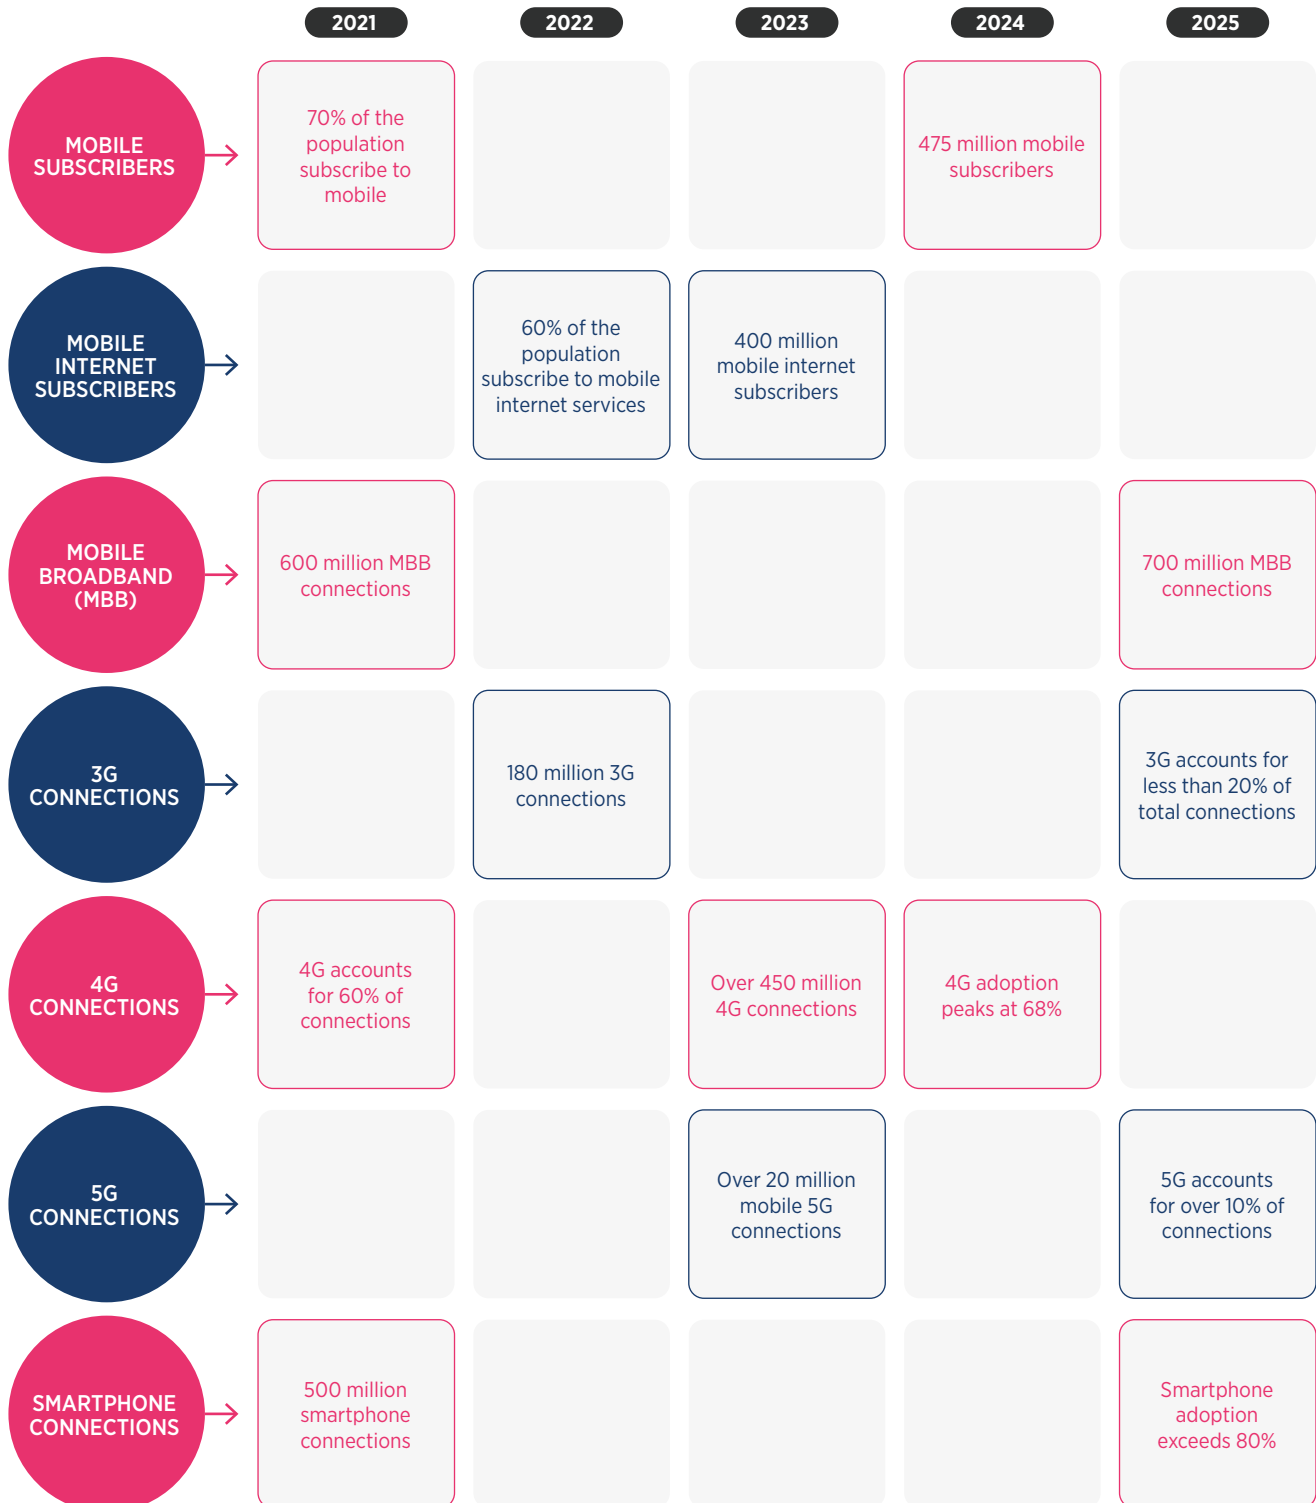 2021
2022
2023
2024
2025
MOBILE
SUBSCRIBERS
70% of the
population
subscribe to
mobile
475 million mobile
subscribers
MOBILE
INTERNET
SUBSCRIBERS
60% of the
population
subscribe to mobile
internet services
400 million
mobile internet
subscribers
MOBILE
BROADBAND
(MBB)
600 million MBB
connections
700 million MBB
connections
3G
CONNECTIONS
180 million 3G
connections
3G accounts for
less than 20% of
total connections
4G
CONNECTIONS
4G accounts
for 60% of
connections
Over 450 million
4G connections
4G adoption
peaks at 68%
5G
CONNECTIONS
Over 20 million
mobile 5G
connections
5G accounts
for over 10% of
connections
SMARTPHONE
CONNECTIONS
500 million
smartphone
connections
Smartphone
adoption
exceeds 80%